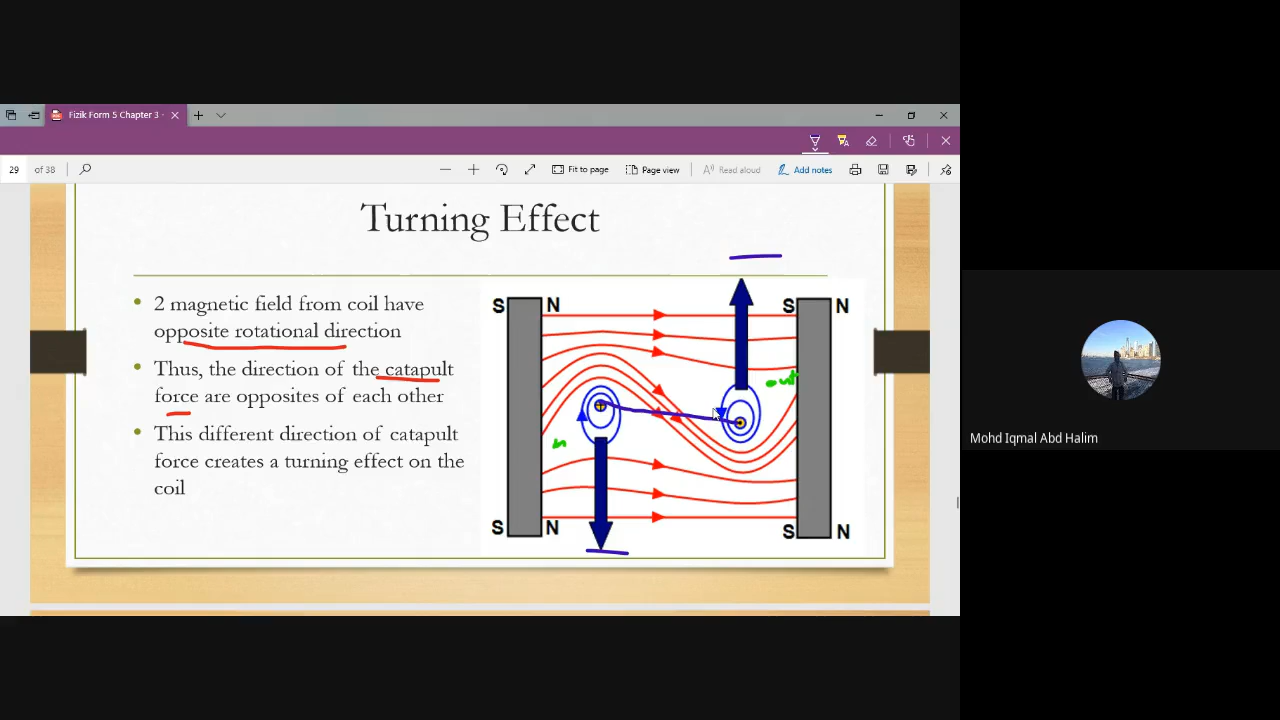 Fizik Form 5 Chapter 3 -
29 of 38
Fit to page
Page view
Read aloud
Add notes
Turning Effect
• 2 magnetic field from coil have
opposite rotational direction
• Thus, the direction of the catapult
force are opposites of each other
• This different direction of catapult
force creates a turning effect on the
coil
S N S N
out
in
S N S N
Mohd Iqmal Abd Halim